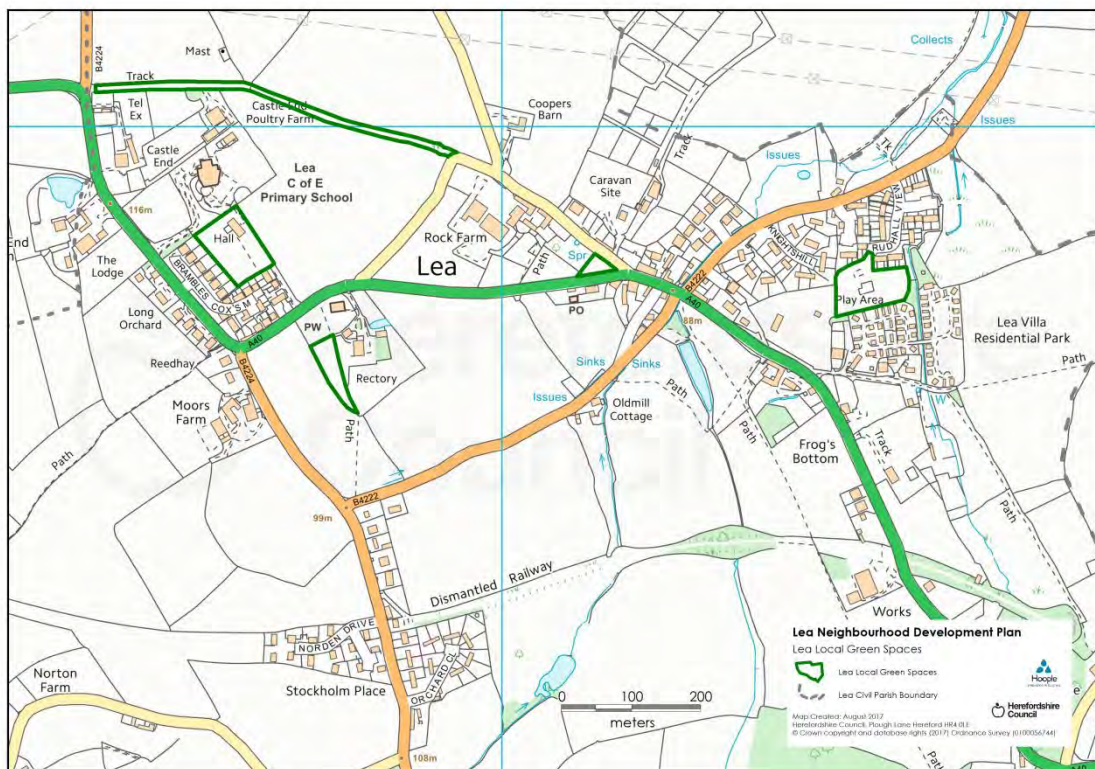 B4224
Mast
Track
Tel
Ex
Castle End
Poultry Farm
Coopers
Barn
Collects
Issues
Tk
Castle
End
Lea
C of E
Primary School
116m
End
The
Lodge
Hall
BRAMBLES
COX'S M
Long
Orchard
Reedhay
A40
B4224
Moors
Farm
PW
Rectory
Path
Path
Rock Farm
Lea
Path
Spr
PO
Caravan
Site
Track
Issues
KNIGHTSHILL
RUDHALL VIEW
B4222
A40
88m
Play Area
Lea Villa
Residential Park
Path
W
Sinks
Sinks
Issues
Oldmill
Cottage
Path
Path
Frog's
Bottom
Track
Path
B4222
99m
Dismantled Railway
Works
NORDEN DRIVE
ORCHARD CL
Stockholm Place
Norton
Farm
108m
Path
A40
0 100 200
meters
Lea Neighbourhood Development Plan
Lea Local Green Spaces
Lea Local Green Spaces
Lea Civil Parish Boundary
Hoople
Herefordshire
Council
Map Created: August 2017
Herefordshire Council, Plough Lane Hereford HR4 0LE
© Crown copyright and database rights (2017) Ordnance Survey (0100056744)